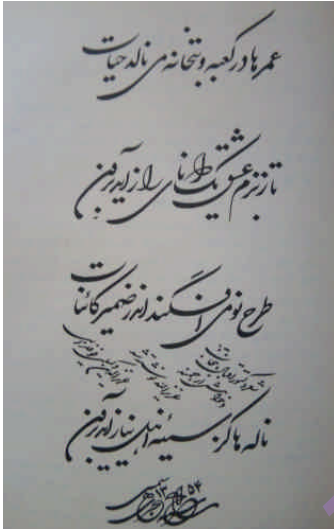 عمرها در کعبه و بتخانه می نالد حیات
تا ز بزم عشق یک دانای راز آید برون
طرح نو می افکند اندر ضمیر کائنات
ناله ها کز سینهٔ اهل نیاز آید برون